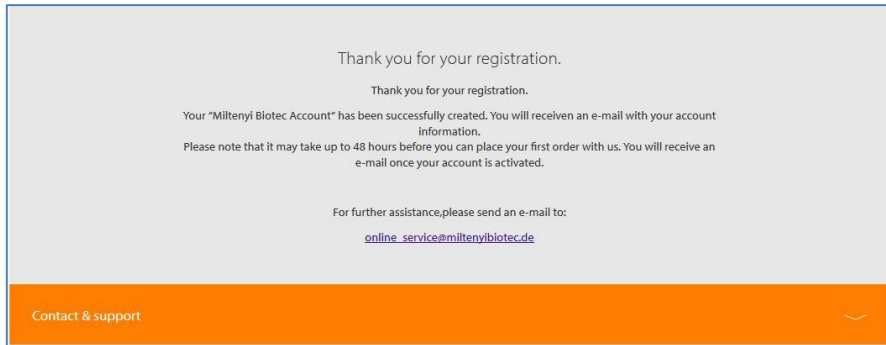 Thank you for your registration.
Thank you for your registration.
Your "Miltenyi Biotec Account" has been successfully created. You will receiven an e-mail with your account
information.
Please note that it may take up to 48 hours before you can place your first order with us. You will receive an
e-mail once your account is activated.
For further assistance,please send an e-mail to:
online_service@miltenyibiotec.de
Contact & support